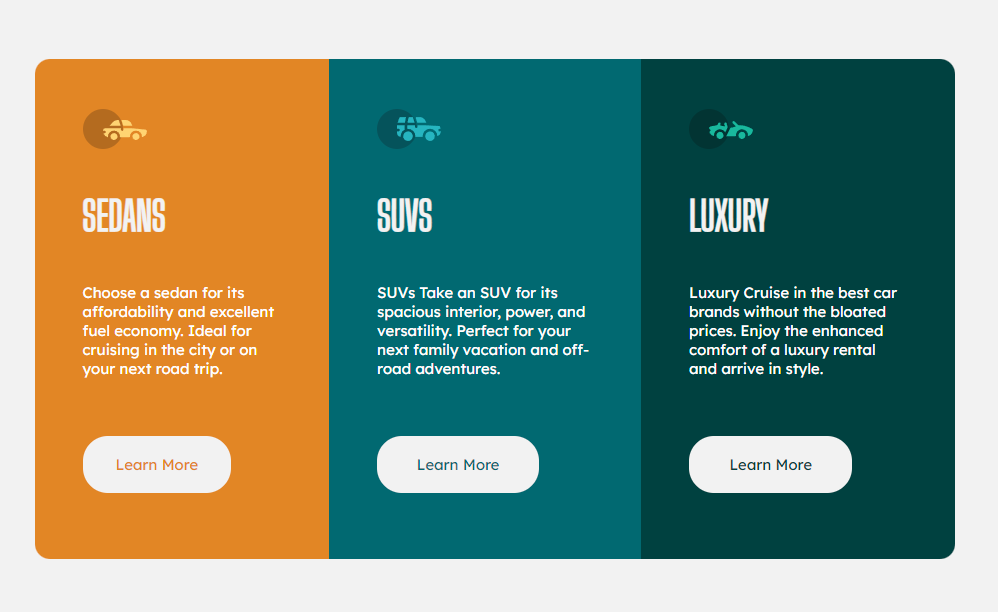 SEDANS
Choose a sedan for its
affordability and excellent
fuel economy. Ideal for
cruising in the city or on
your next road trip.
Learn More
SUVS
SUVs Take an SUV for its
spacious interior, power, and
versatility. Perfect for your
next family vacation and off-
road adventures.
Learn More
LUXURY
Luxury Cruise in the best car
brands without the bloated
prices. Enjoy the enhanced
comfort of a luxury rental
and arrive in style.
Learn More